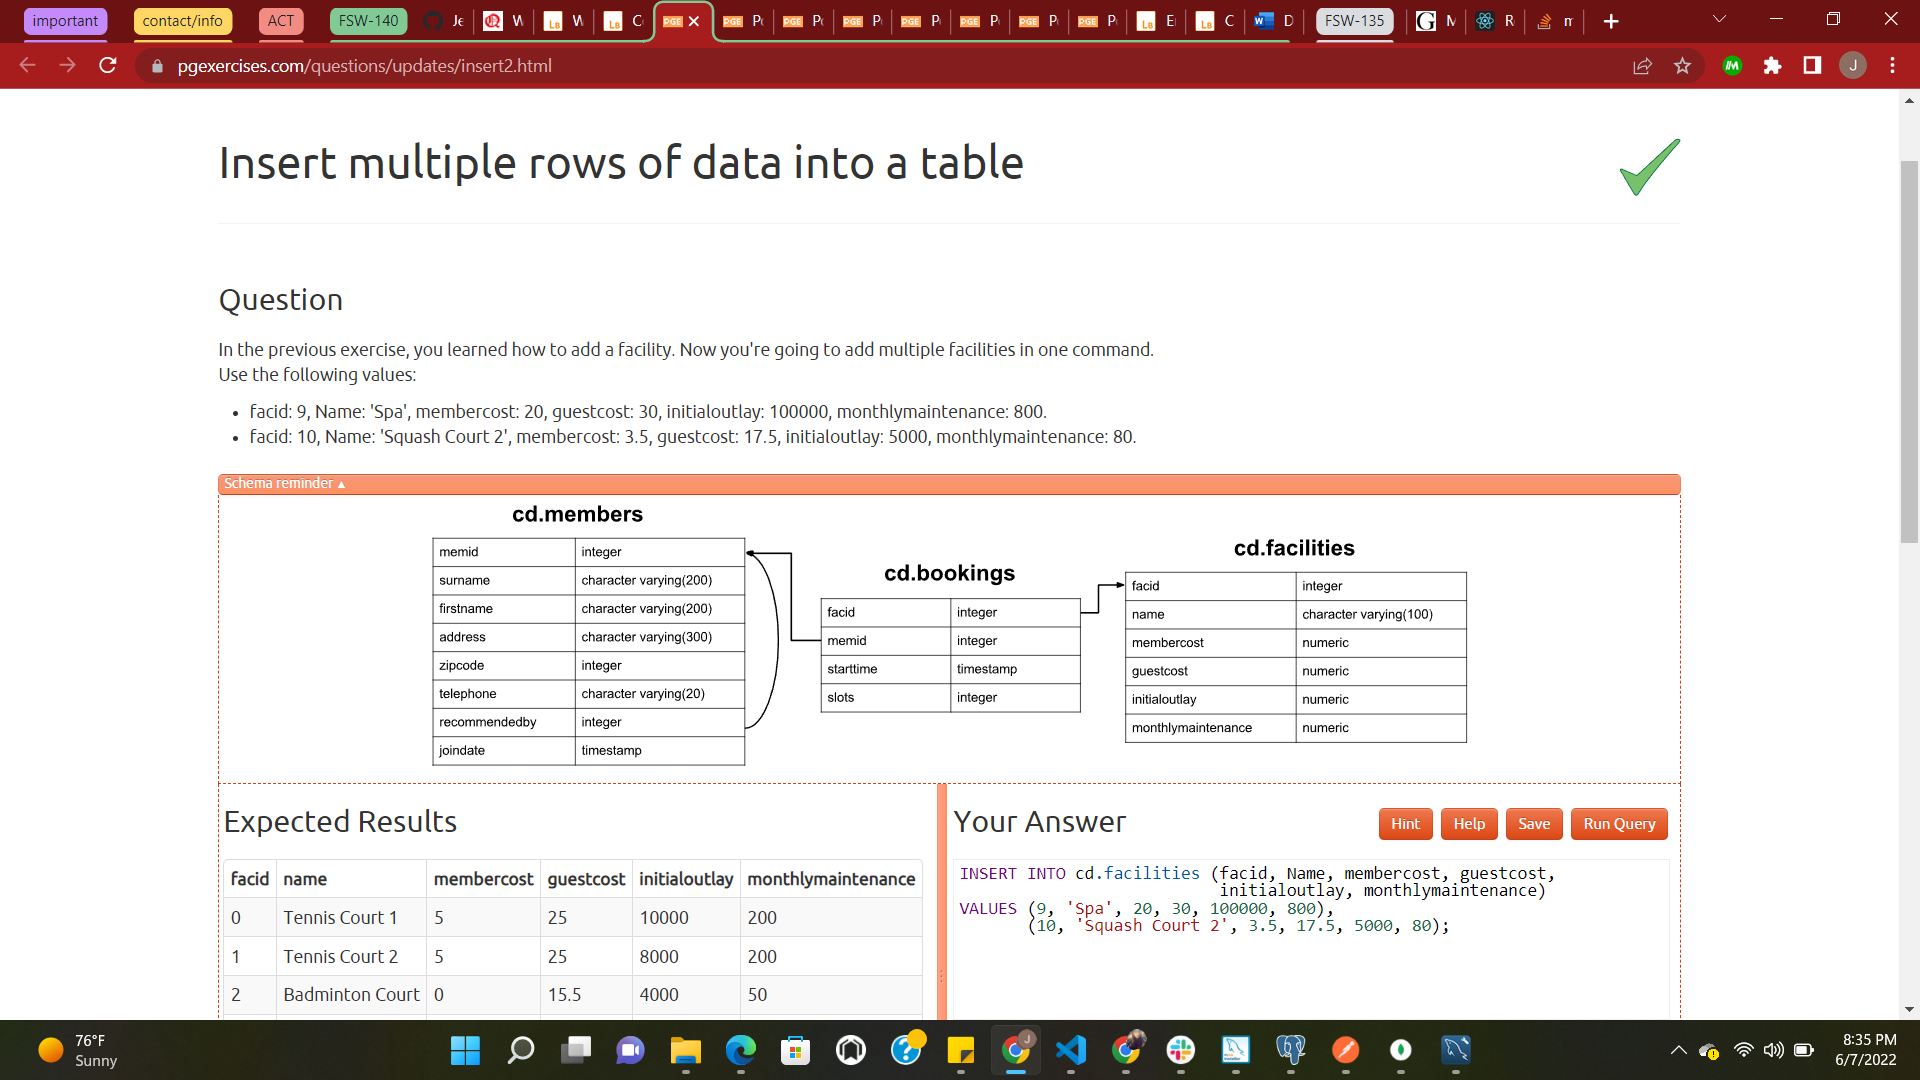 important contact/info ACT FSW-140 Je W W C PGE PGE P PGE P PGE P PGE P PGE P PGE P PGE P E C D FSW-135 M R m
pgexercises.com/questions/updates/insert2.html J
Insert multiple rows of data into a table
Question
In the previous exercise, you learned how to add a facility. Now you're going to add multiple facilities in one command.
Use the following values:
• facid: 9, Name: 'Spa', membercost: 20, guestcost: 30, initialoutlay: 100000, monthlymaintenance: 800.
• facid: 10, Name: 'Squash Court 2', membercost: 3.5, guestcost: 17.5, initialoutlay: 5000, monthlymaintenance: 80.
Schema reminder ▴
cd.members
memid integer
surname character varying(200)
firstname character varying(200)
address character varying(300)
zipcode integer
telephone character varying(20)
recommendedby integer
joindate timestamp
cd.bookings
facid integer
memid integer
starttime timestamp
slots integer
cd.facilities
facid integer
name character varying(100)
membercost numeric
guestcost numeric
initialoutlay numeric
monthlymaintenance numeric
Expected Results
facid name membercost guestcost initialoutlay monthlymaintenance
0 Tennis Court 1 5 25 10000 200
1 Tennis Court 2 5 25 8000 200
2 Badminton Court 0 15.5 4000 50
Your Answer
Hint Help Save Run Query
INSERT INTO cd.facilities (facid, Name, membercost, guestcost,
initialoutlay, monthlymaintenance)
VALUES (9, 'Spa', 20, 30, 100000, 800),
(10, 'Squash Court 2', 3.5, 17.5, 5000, 80);
76°F
Sunny
8:35 PM
6/7/2022